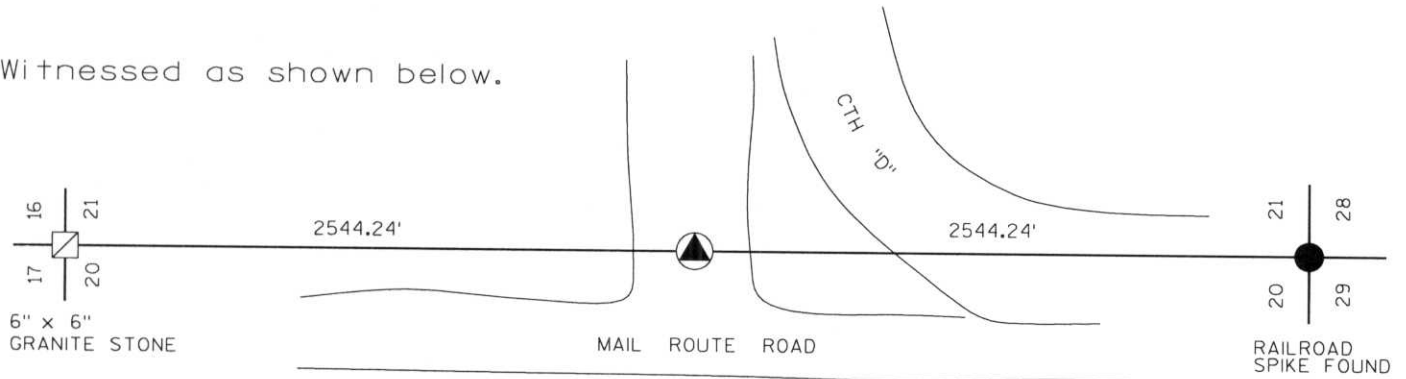 Witnessed as shown below.
CTH "D"
16 21
17 20
2544.24'
2544.24'
21 28
20 29
6" x 6"
GRANITE STONE
MAIL ROUTE ROAD
RAILROAD
SPIKE FOUND